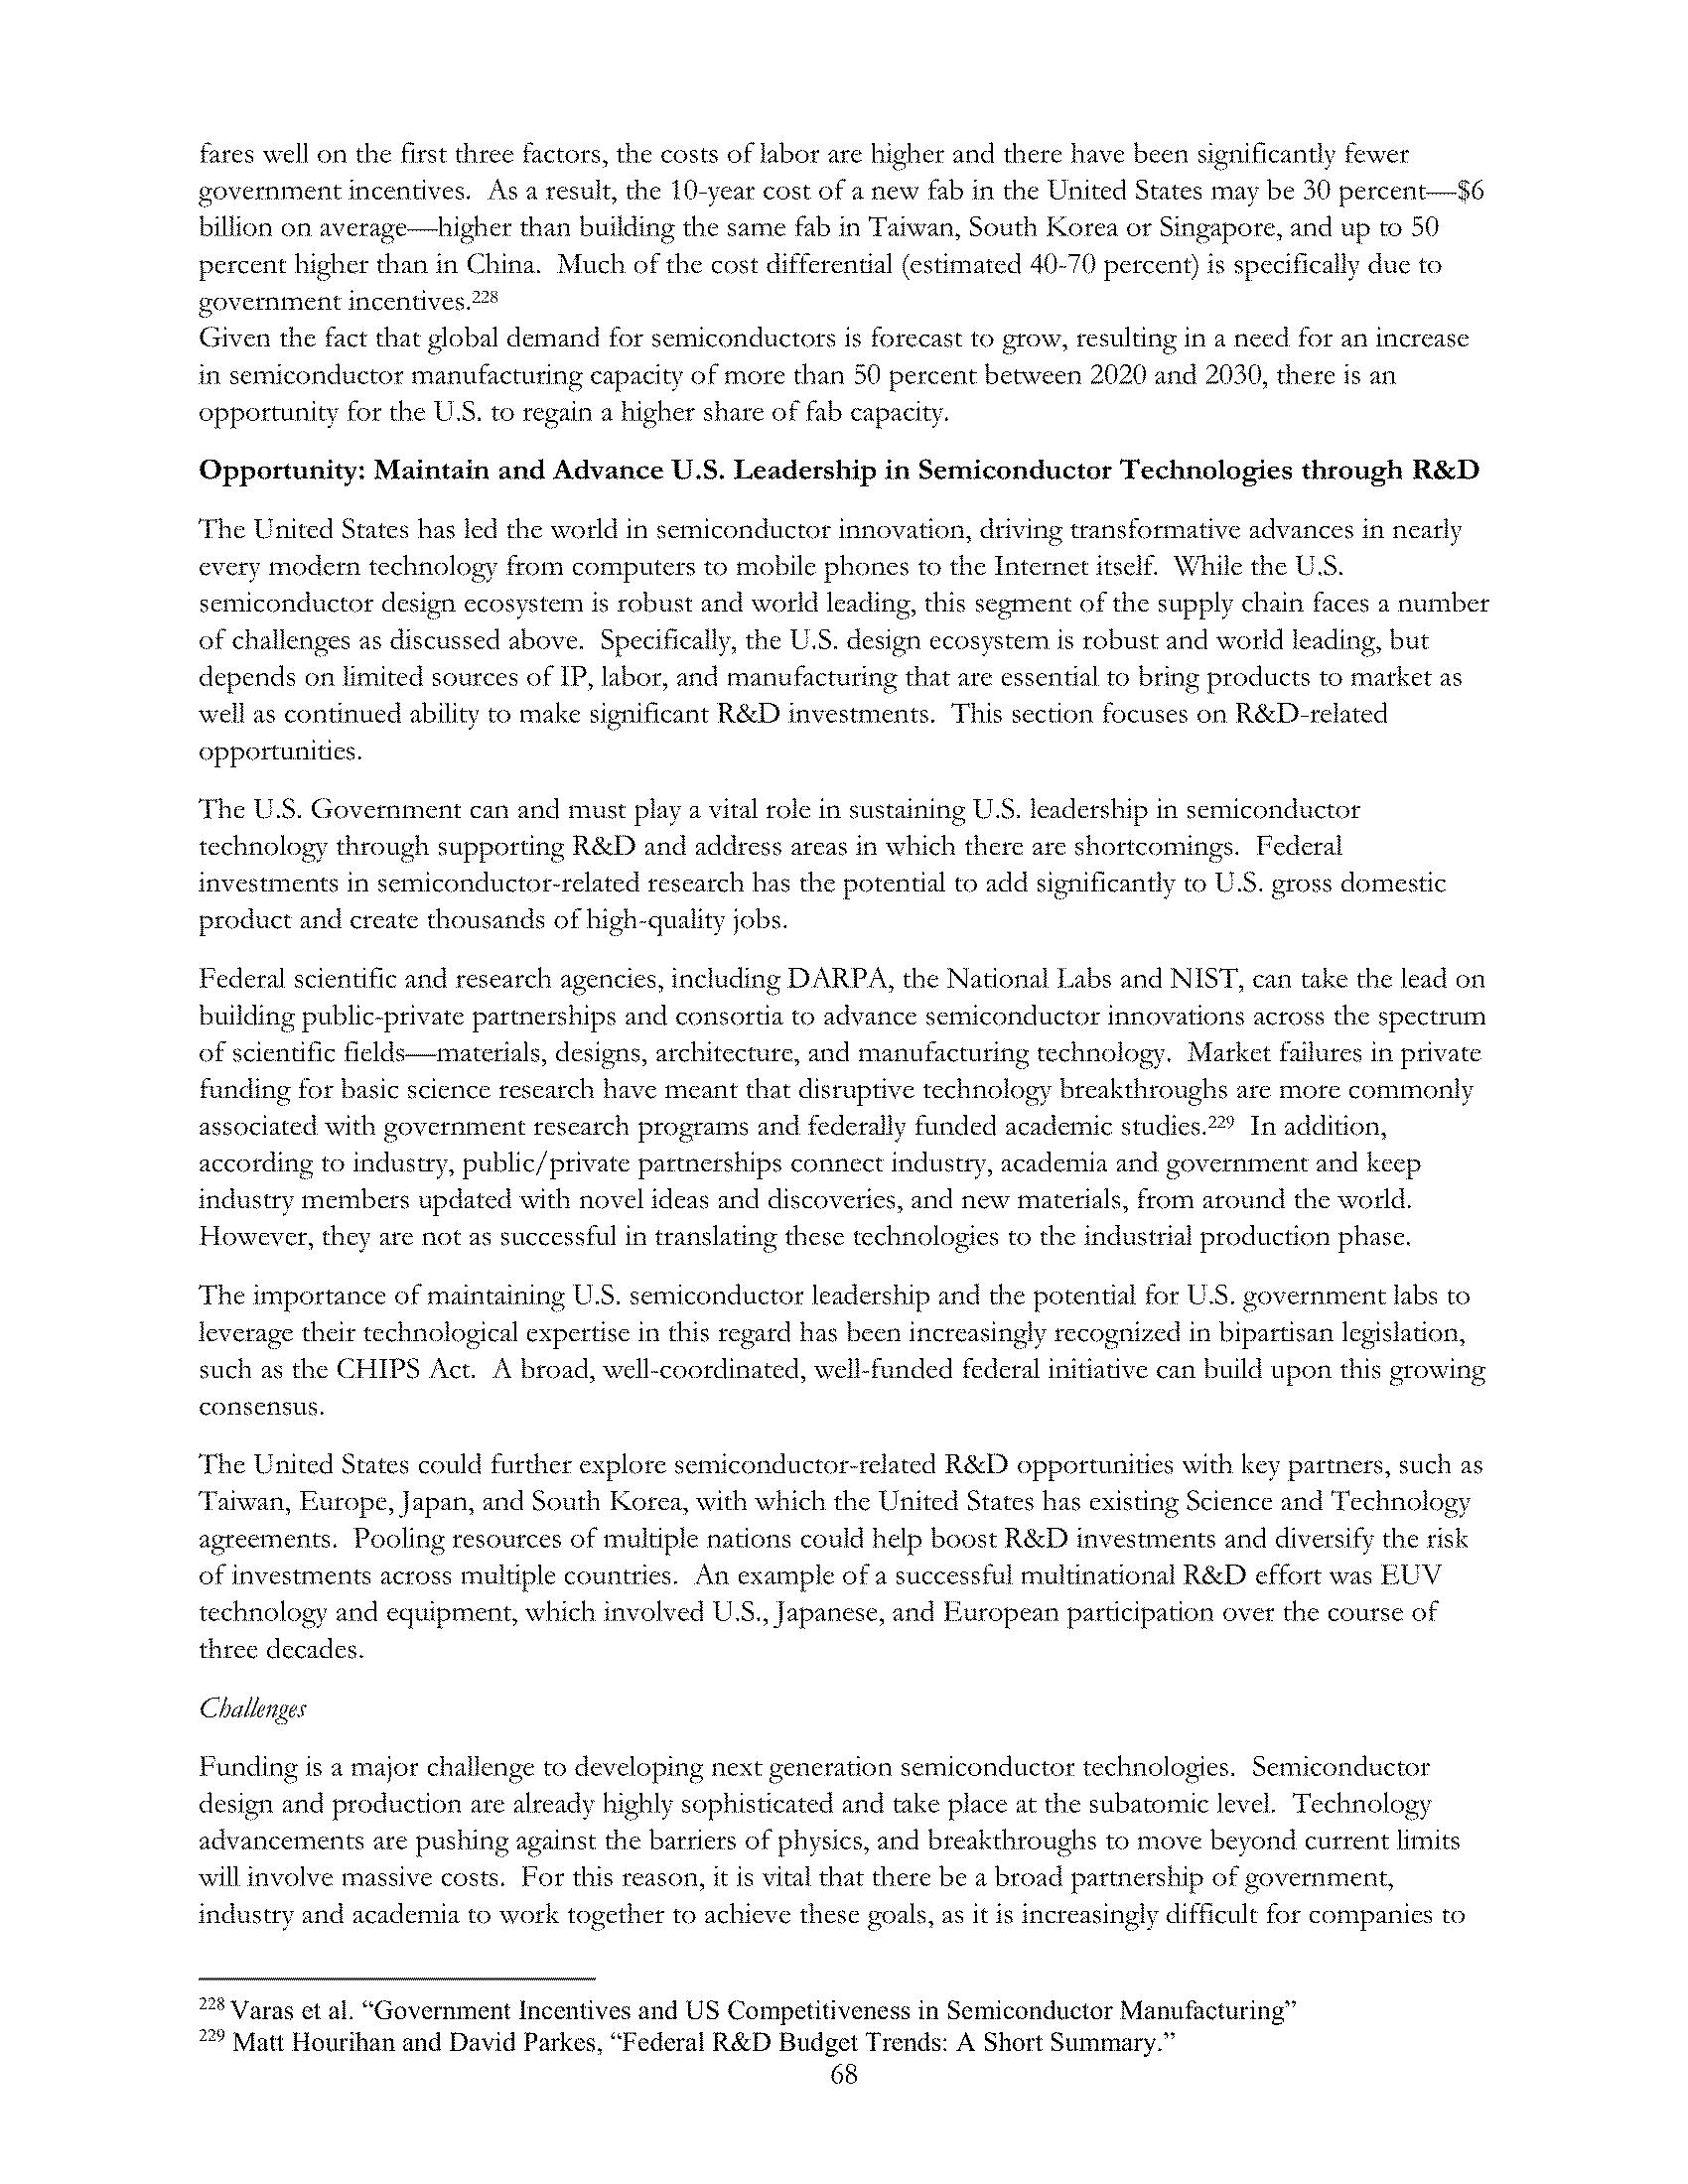 fares well on the first three factors, the costs of labor are higher and there have been significantly fewer
government incentives.  As a result, the 10-year cost of a new fab in the United States may be 30 percent—$6
billion on average—higher than building the same fab in Taiwan, South Korea or Singapore, and up to 50
percent higher than in China.  Much of the cost differential (estimated 40-70 percent) is specifically due to
government incentives.228
Given the fact that global demand for semiconductors is forecast to grow, resulting in a need for an increase
in semiconductor manufacturing capacity of more than 50 percent between 2020 and 2030, there is an
opportunity for the U.S. to regain a higher share of fab capacity.
Opportunity: Maintain and Advance U.S. Leadership in Semiconductor Technologies through R&D
The United States has led the world in semiconductor innovation, driving transformative advances in nearly
every modern technology from computers to mobile phones to the Internet itself.  While the U.S.
semiconductor design ecosystem is robust and world leading, this segment of the supply chain faces a number
of challenges as discussed above.  Specifically, the U.S. design ecosystem is robust and world leading, but
depends on limited sources of IP, labor, and manufacturing that are essential to bring products to market as
well as continued ability to make significant R&D investments.  This section focuses on R&D-related
opportunities.
The U.S. Government can and must play a vital role in sustaining U.S. leadership in semiconductor
technology through supporting R&D and address areas in which there are shortcomings.  Federal
investments in semiconductor-related research has the potential to add significantly to U.S. gross domestic
product and create thousands of high-quality jobs.
Federal scientific and research agencies, including DARPA, the National Labs and NIST, can take the lead on
building public-private partnerships and consortia to advance semiconductor innovations across the spectrum
of scientific fields—materials, designs, architecture, and manufacturing technology.  Market failures in private
funding for basic science research have meant that disruptive technology breakthroughs are more commonly
associated with government research programs and federally funded academic studies.229  In addition,
according to industry, public/private partnerships connect industry, academia and government and keep
industry members updated with novel ideas and discoveries, and new materials, from around the world.
However, they are not as successful in translating these technologies to the industrial production phase.
The importance of maintaining U.S. semiconductor leadership and the potential for U.S. government labs to
leverage their technological expertise in this regard has been increasingly recognized in bipartisan legislation,
such as the CHIPS Act.  A broad, well-coordinated, well-funded federal initiative can build upon this growing
consensus.
The United States could further explore semiconductor-related R&D opportunities with key partners, such as
Taiwan, Europe, Japan, and South Korea, with which the United States has existing Science and Technology
agreements.  Pooling resources of multiple nations could help boost R&D investments and diversify the risk
of investments across multiple countries.  An example of a successful multinational R&D effort was EUV
technology and equipment, which involved U.S., Japanese, and European participation over the course of
three decades.
Challenges
Funding is a major challenge to developing next generation semiconductor technologies.  Semiconductor
design and production are already highly sophisticated and take place at the subatomic level.  Technology
advancements are pushing against the barriers of physics, and breakthroughs to move beyond current limits
will involve massive costs.  For this reason, it is vital that there be a broad partnership of government,
industry and academia to work together to achieve these goals, as it is increasingly difficult for companies to
228 Varas et al. “Government Incentives and US Competitiveness in Semiconductor Manufacturing”
229 Matt Hourihan and David Parkes, “Federal R&D Budget Trends: A Short Summary.”
68